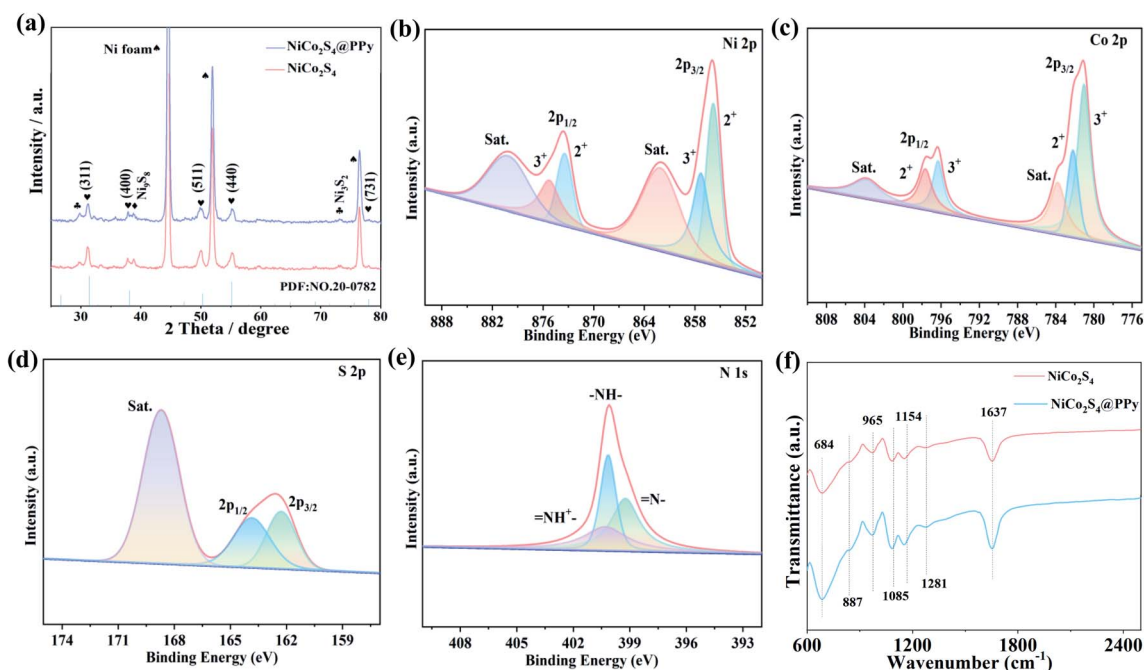 (a)
Ni foam♠
NiCo₂S₄@PPy
NiCo₂S₄
♠
♠
♣
♥ (311)
♥ (400)
♦ Ni₉S₈
♥ (511)
♥ (440)
♣ Ni₃S₂
♥ (731)
PDF:NO.20-0782
30 40 50 60 70 80
2 Theta / degree
Intensity / a.u.
(b)
Ni 2p
2p3/2
2p1/2
Sat.
3⁺
2⁺
Sat.
3⁺
2⁺
888 882 876 870 864 858 852
Binding Energy (eV)
Intensity (a.u.)
(c)
Co 2p
2p3/2
2p1/2
Sat.
2⁺
3⁺
Sat.
2⁺
3⁺
808 804 800 796 792 788 784 780 776
Binding Energy (eV)
Intensity (a.u.)
(d)
S 2p
Sat.
2p1/2
2p3/2
174 171 168 165 162 159
Binding Energy (eV)
Intensity (a.u.)
(e)
N 1s
-NH-
=N-
=NH⁺-
408 404 400 396 392
Binding Energy (eV)
Intensity (a.u.)
(f)
NiCo₂S₄
NiCo₂S₄@PPy
684
965
1154
1637
887
1085
1281
600 1200 1800 2400
Wavenumber (cm⁻¹)
Transmittance (a.u.)